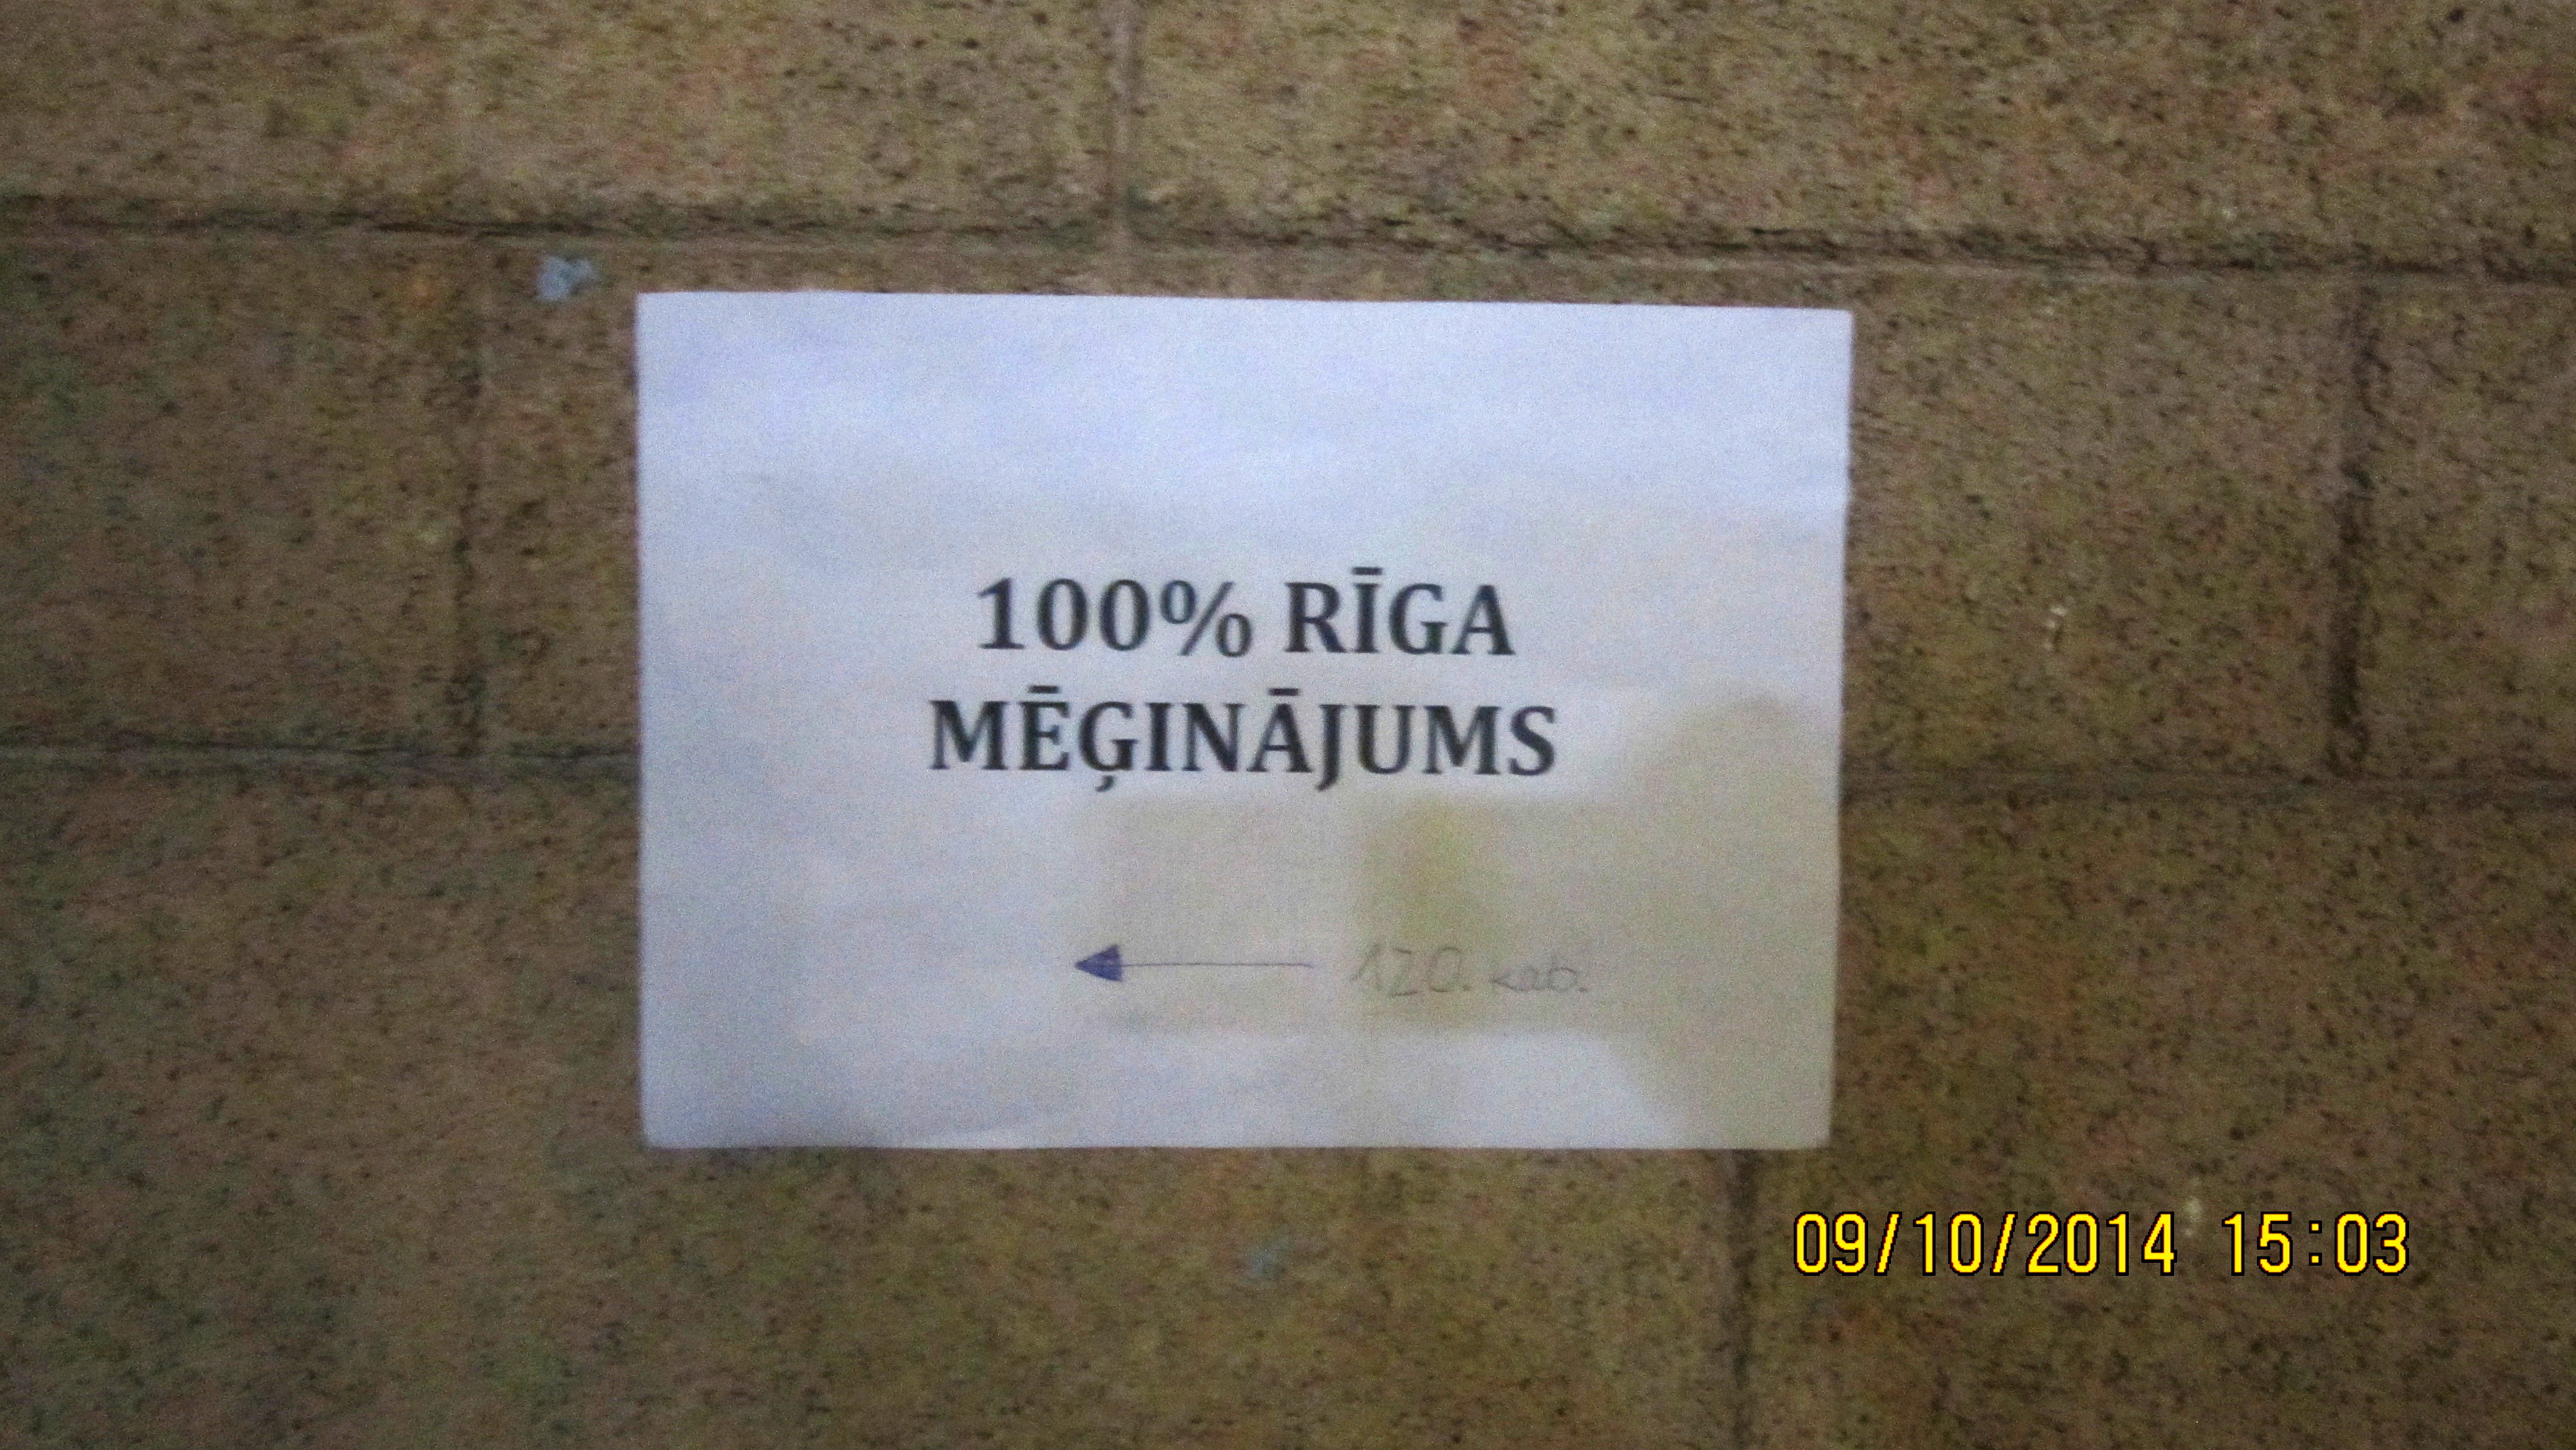 100% RĪGA
MĒĢINĀJUMS
120. kab.
09/10/2014 15:03